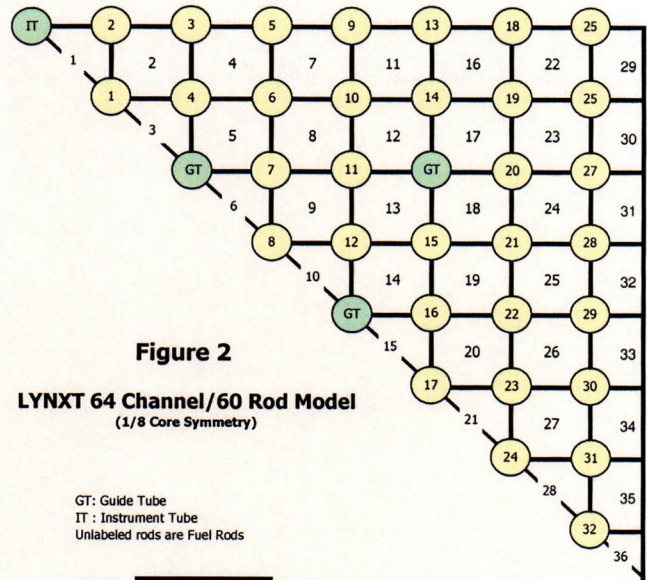 IT 2 3 5 9 13 18 25
1 2 4 7 11 16 22 29
1 4 6 10 14 19 25
3 5 8 12 17 23 30
GT 7 11 GT 20 27
6 9 13 18 24 31
8 12 15 21 28
10 14 19 25 32
GT 16 22 29
15 20 26 33
17 23 30
21 27 34
24 31
28 35
32
36
Figure 2
LYNXT 64 Channel/60 Rod Model
(1/8 Core Symmetry)
GT: Guide Tube
IT : Instrument Tube
Unlabeled rods are Fuel Rods